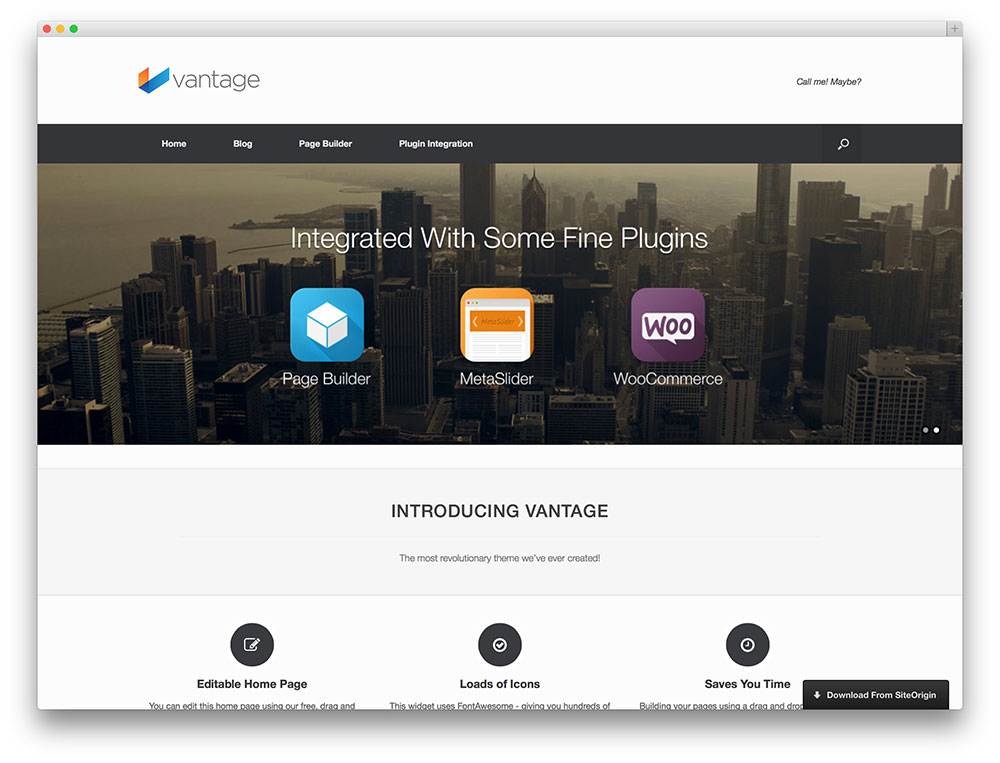 vantage
Call me! Maybe?
Home Blog Page Builder Plugin Integration
Integrated With Some Fine Plugins
MetaSlider
WOO
Page Builder MetaSlider WooCommerce
INTRODUCING VANTAGE
The most revolutionary theme we've ever created!
Editable Home Page Loads of Icons Saves You Time
Download From SiteOrigin
You can edit this home page using our free, drag and This widget uses FontAwesome - giving you hundreds of Building your pages using a drag and drop